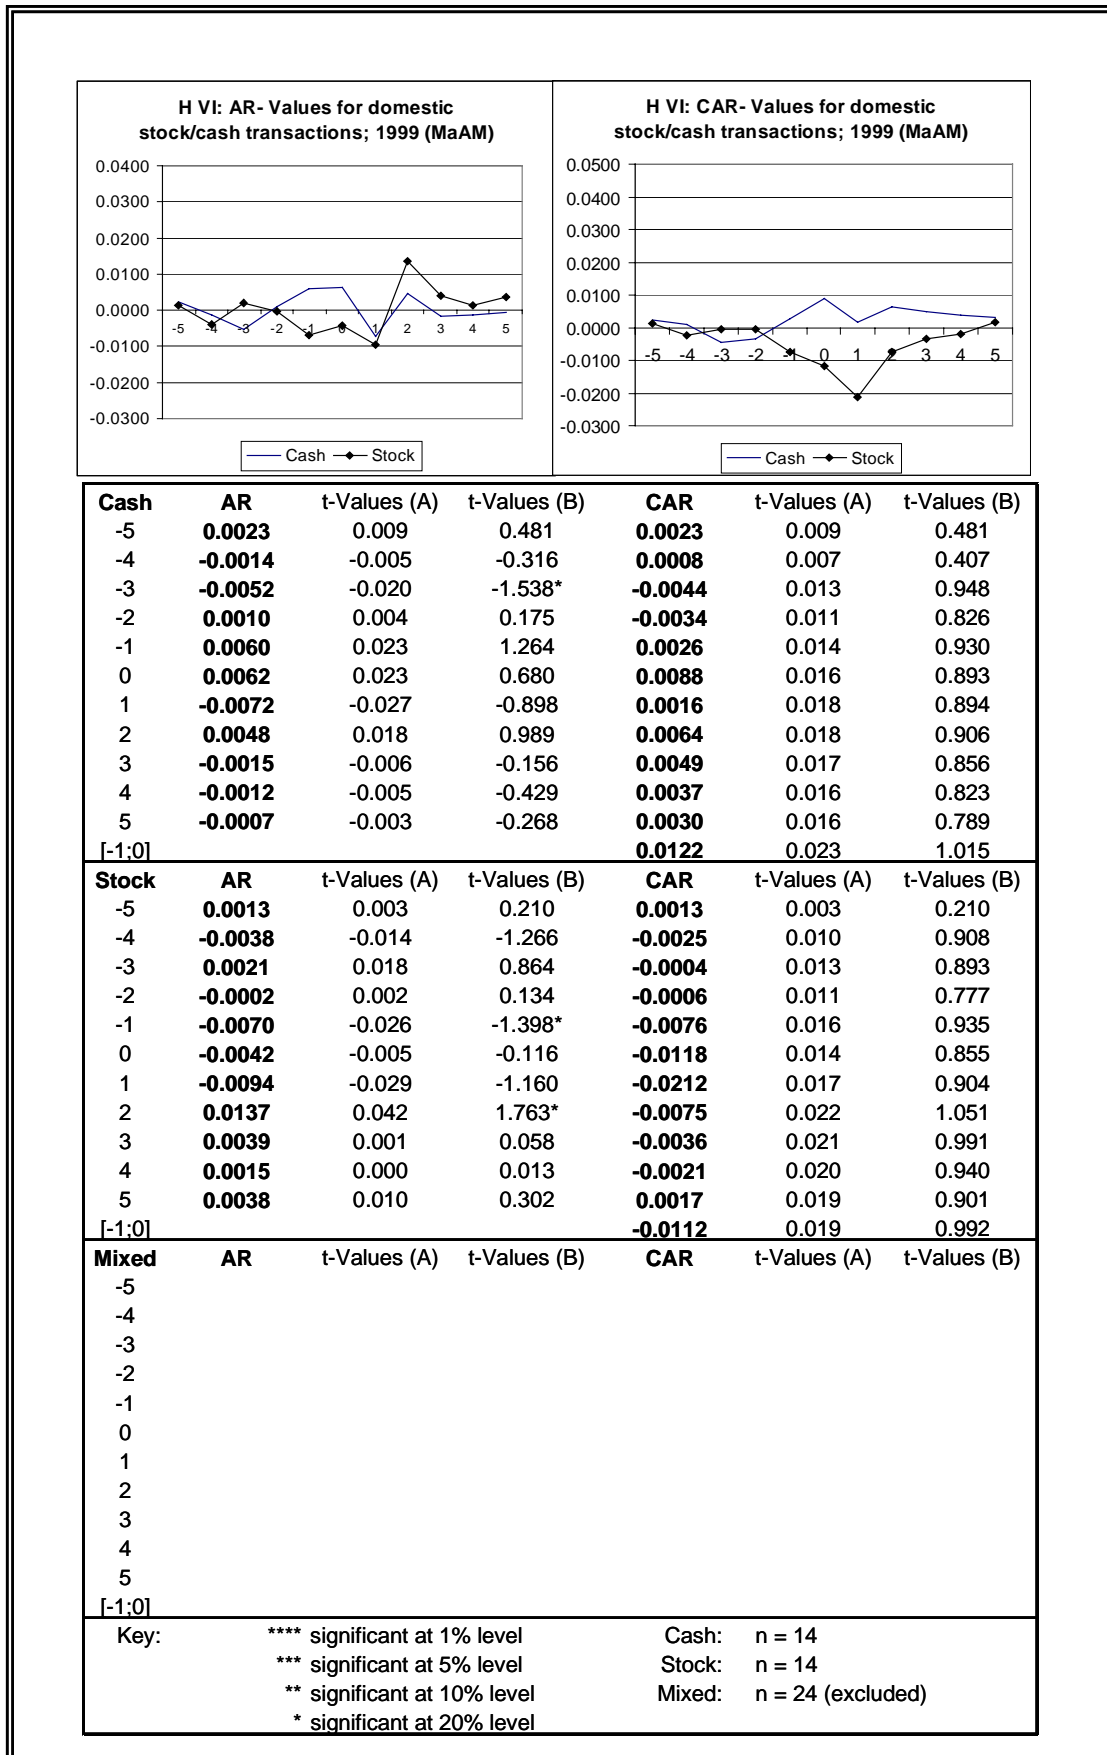 H VI: AR- Values for domestic
stock/cash transactions; 1999 (MaAM)
0.0400
0.0300
0.0200
0.0100
0.0000
-0.0100
-0.0200
-0.0300
-5 -4 -3 -2 -1 0 1 2 3 4 5
Cash Stock
H VI: CAR- Values for domestic
stock/cash transactions; 1999 (MaAM)
0.0500
0.0400
0.0300
0.0200
0.0100
0.0000
-0.0100
-0.0200
-0.0300
-5 -4 -3 -2 -1 0 1 2 3 4 5
Cash Stock
Cash AR t-Values (A) t-Values (B) CAR t-Values (A) t-Values (B)
-5 0.0023 0.009 0.481 0.0023 0.009 0.481
-4 -0.0014 -0.005 -0.316 0.0008 0.007 0.407
-3 -0.0052 -0.020 -1.538* -0.0044 0.013 0.948
-2 0.0010 0.004 0.175 -0.0034 0.011 0.826
-1 0.0060 0.023 1.264 0.0026 0.014 0.930
0 0.0062 0.023 0.680 0.0088 0.016 0.893
1 -0.0072 -0.027 -0.898 0.0016 0.018 0.894
2 0.0048 0.018 0.989 0.0064 0.018 0.906
3 -0.0015 -0.006 -0.156 0.0049 0.017 0.856
4 -0.0012 -0.005 -0.429 0.0037 0.016 0.823
5 -0.0007 -0.003 -0.268 0.0030 0.016 0.789
[-1;0] 0.0122 0.023 1.015
Stock AR t-Values (A) t-Values (B) CAR t-Values (A) t-Values (B)
-5 0.0013 0.003 0.210 0.0013 0.003 0.210
-4 -0.0038 -0.014 -1.266 -0.0025 0.010 0.908
-3 0.0021 0.018 0.864 -0.0004 0.013 0.893
-2 -0.0002 0.002 0.134 -0.0006 0.011 0.777
-1 -0.0070 -0.026 -1.398* -0.0076 0.016 0.935
0 -0.0042 -0.005 -0.116 -0.0118 0.014 0.855
1 -0.0094 -0.029 -1.160 -0.0212 0.017 0.904
2 0.0137 0.042 1.763* -0.0075 0.022 1.051
3 0.0039 0.001 0.058 -0.0036 0.021 0.991
4 0.0015 0.000 0.013 -0.0021 0.020 0.940
5 0.0038 0.010 0.302 0.0017 0.019 0.901
[-1;0] -0.0112 0.019 0.992
Mixed AR t-Values (A) t-Values (B) CAR t-Values (A) t-Values (B)
-5
-4
-3
-2
-1
0
1
2
3
4
5
[-1;0]
Key: **** significant at 1% level Cash: n = 14
*** significant at 5% level Stock: n = 14
** significant at 10% level Mixed: n = 24 (excluded)
* significant at 20% level